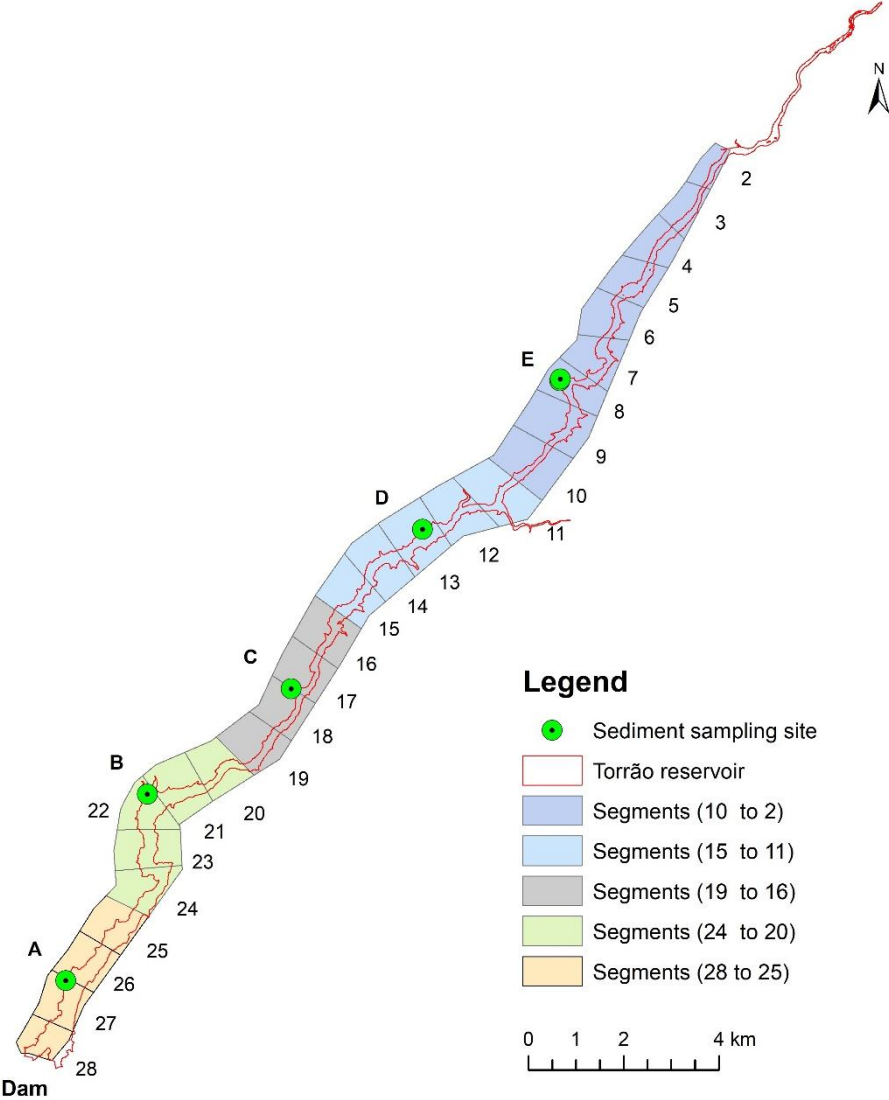 N
2
3
4
5
6
E
7
8
9
10
D
11
12
13
14
15
C
16
17
18
19
B
20
22
21
23
24
A
25
26
27
28
Dam
Legend
Sediment sampling site
Torrão reservoir
Segments (10 to 2)
Segments (15 to 11)
Segments (19 to 16)
Segments (24 to 20)
Segments (28 to 25)
0 1 2 4 km